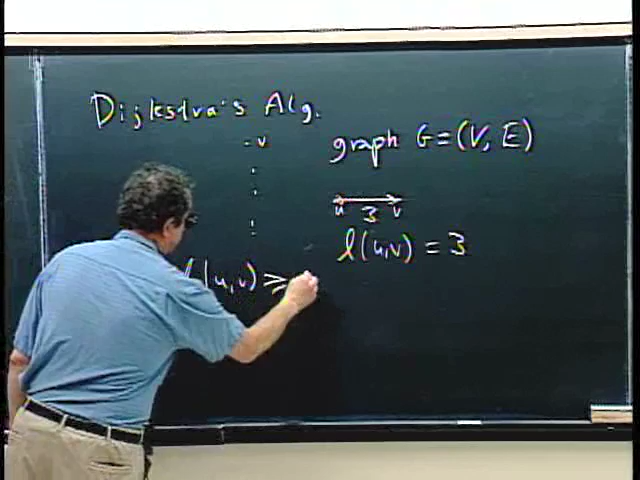 Dijkstra's Alg.
graph G=(V, E)
v
u 3 v
l(u,v) = 3
l(u,v) ≥